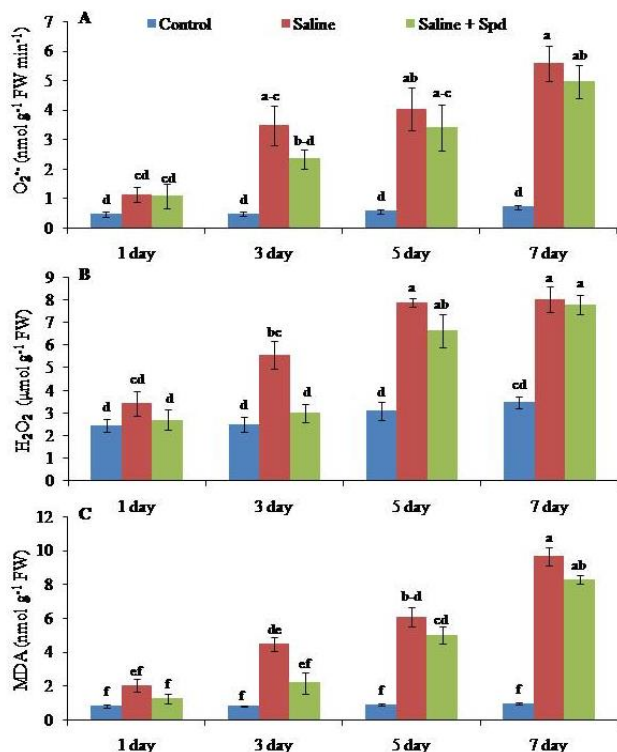 A Control Saline Saline + Spd
O₂•• (nmol g⁻¹ FW min⁻¹)
7
6
5
4
3
2
1
0
d cd cd d a-c b-d d ab a-c d a ab
1 day 3 day 5 day 7 day
B
H₂O₂ (µmol g⁻¹ FW)
9
8
7
6
5
4
3
2
1
0
d cd d d bc d d a ab cd a a
1 day 3 day 5 day 7 day
C
MDA (nmol g⁻¹ FW)
12
10
8
6
4
2
0
f ef f f de ef f b-d cd f a ab
1 day 3 day 5 day 7 day